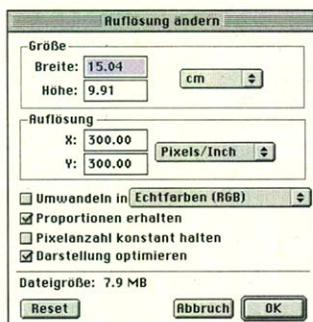 Auflösung ändern
Größe
Breite: 15.04 cm
Höhe: 9.91
Auflösung
X: 300.00 Pixels/Inch
Y: 300.00
Umwandeln in Echtfarben (RGB)
Proportionen erhalten
Pixelanzahl konstant halten
Darstellung optimieren
Dateigröße: 7.9 MB
Reset Abbruch OK